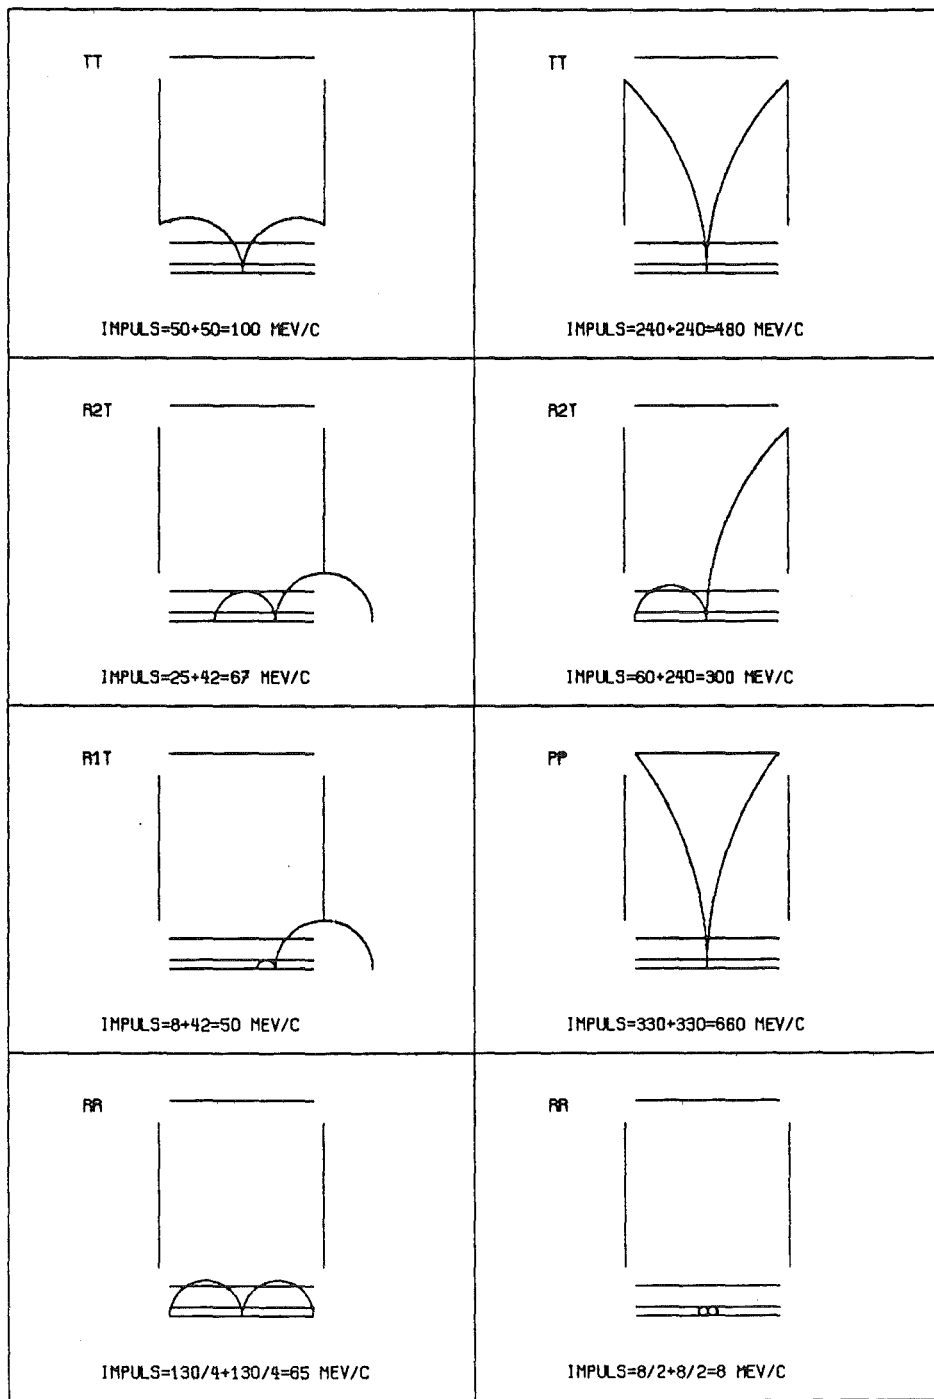 TT
IMPULS=50+50=100 MEV/C
TT
IMPULS=240+240=480 MEV/C
R2T
IMPULS=25+42=67 MEV/C
R2T
IMPULS=60+240=300 MEV/C
R1T
IMPULS=8+42=50 MEV/C
PP
IMPULS=330+330=660 MEV/C
RR
IMPULS=130/4+130/4=65 MEV/C
RR
IMPULS=8/2+8/2=8 MEV/C